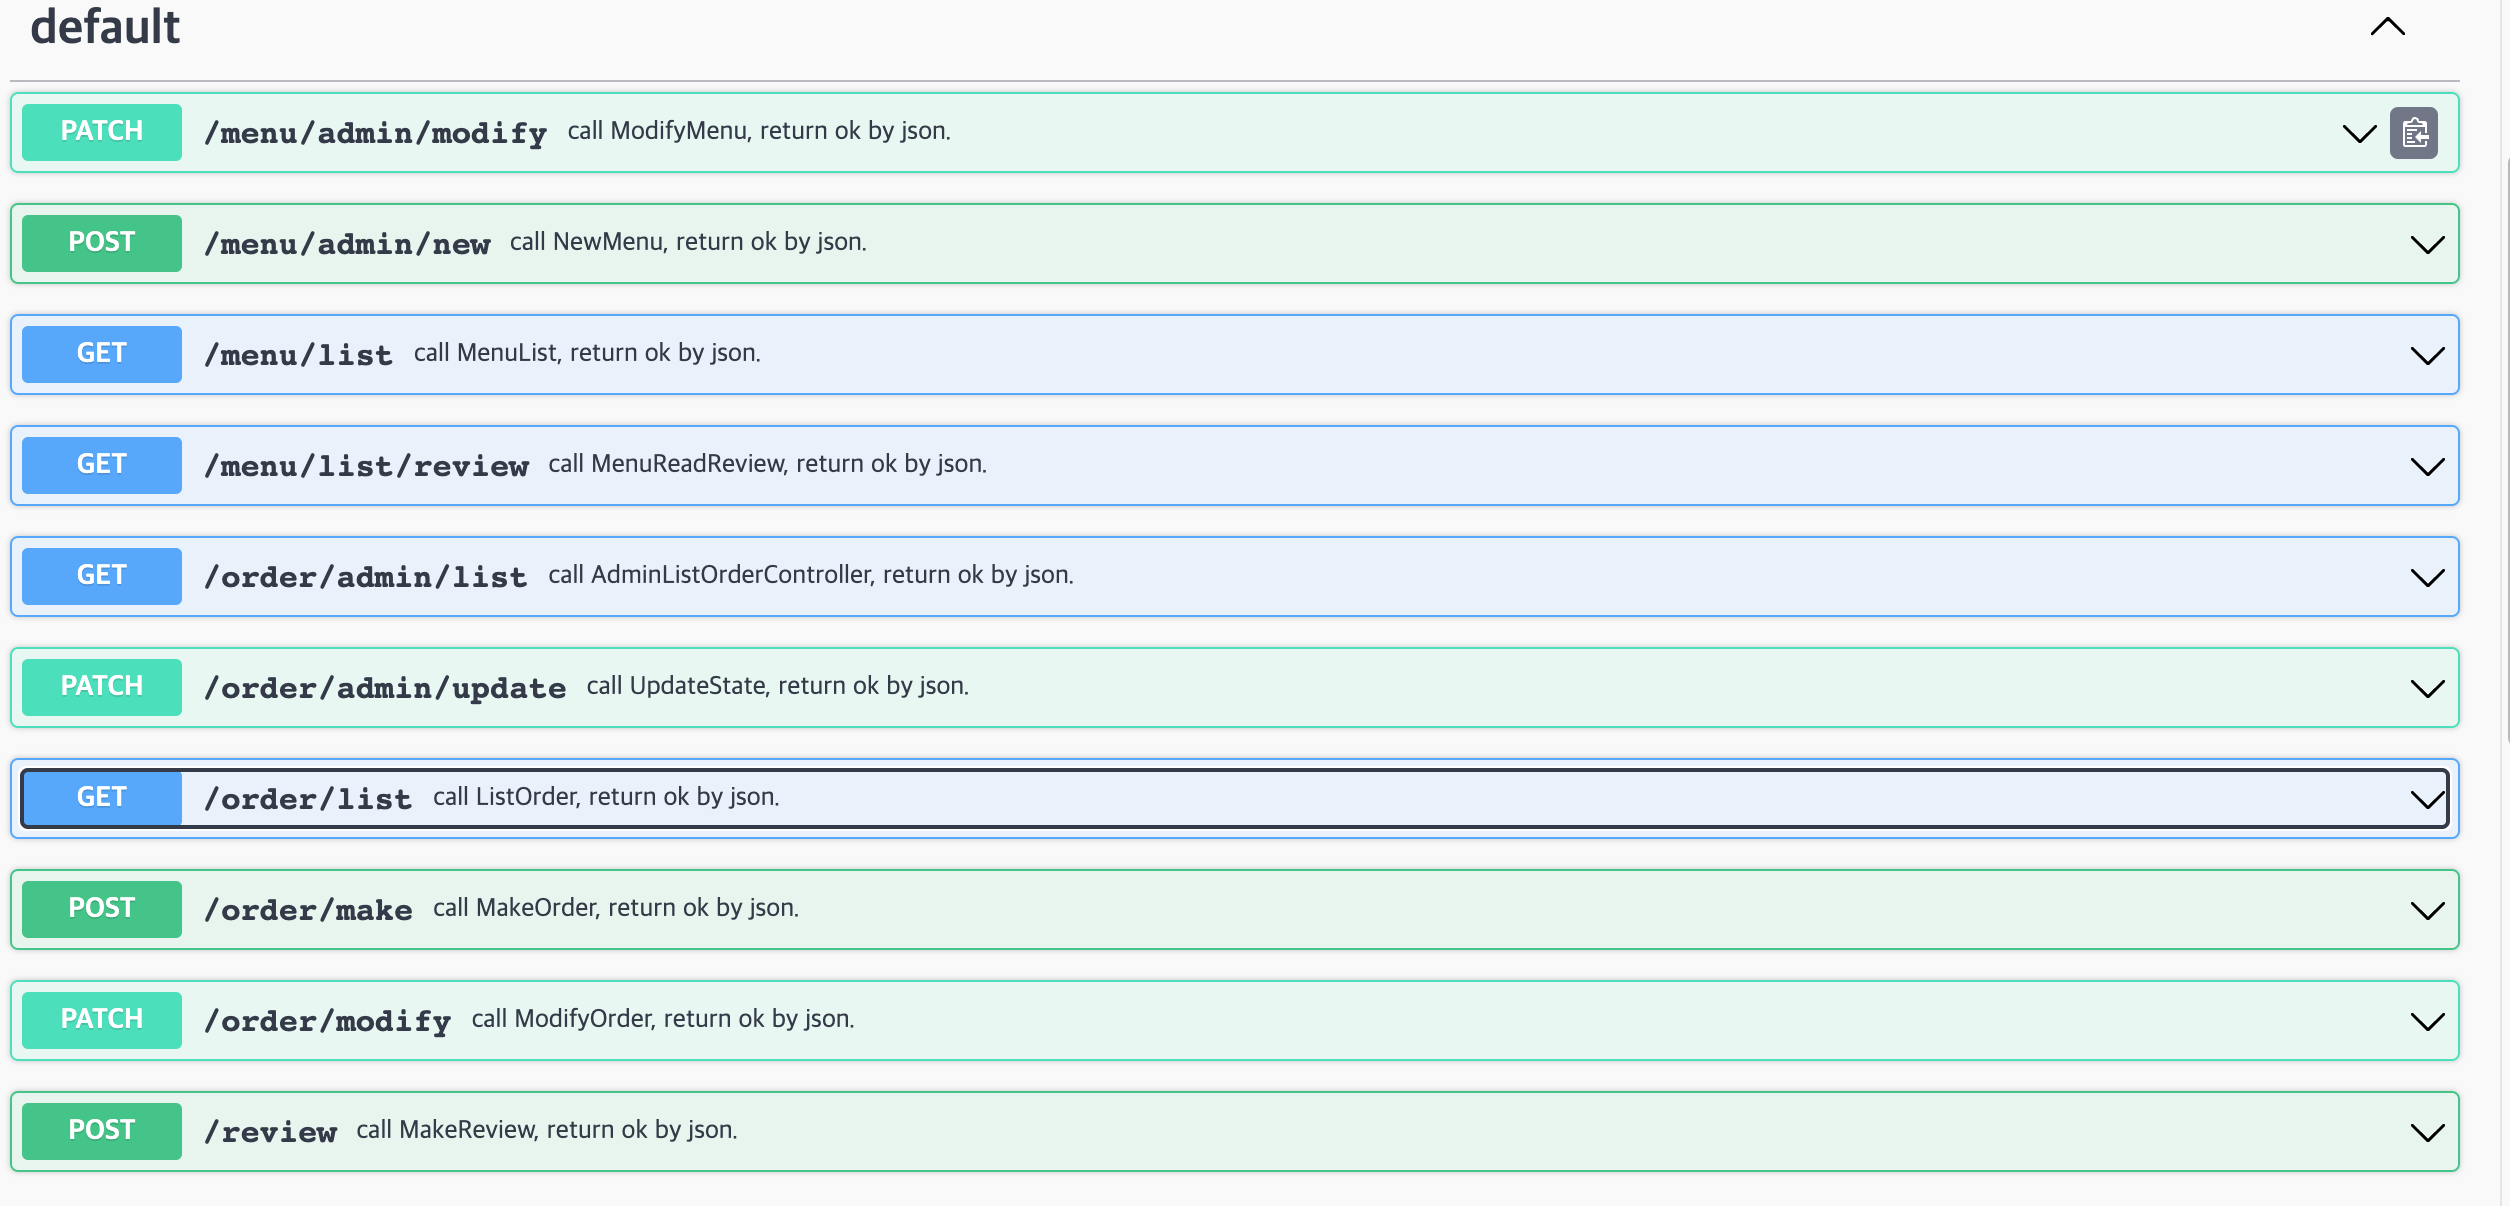 default
PATCH /menu/admin/modify call ModifyMenu, return ok by json.
POST /menu/admin/new call NewMenu, return ok by json.
GET /menu/list call MenuList, return ok by json.
GET /menu/list/review call MenuReadReview, return ok by json.
GET /order/admin/list call AdminListOrderController, return ok by json.
PATCH /order/admin/update call UpdateState, return ok by json.
GET /order/list call ListOrder, return ok by json.
POST /order/make call MakeOrder, return ok by json.
PATCH /order/modify call ModifyOrder, return ok by json.
POST /review call MakeReview, return ok by json.